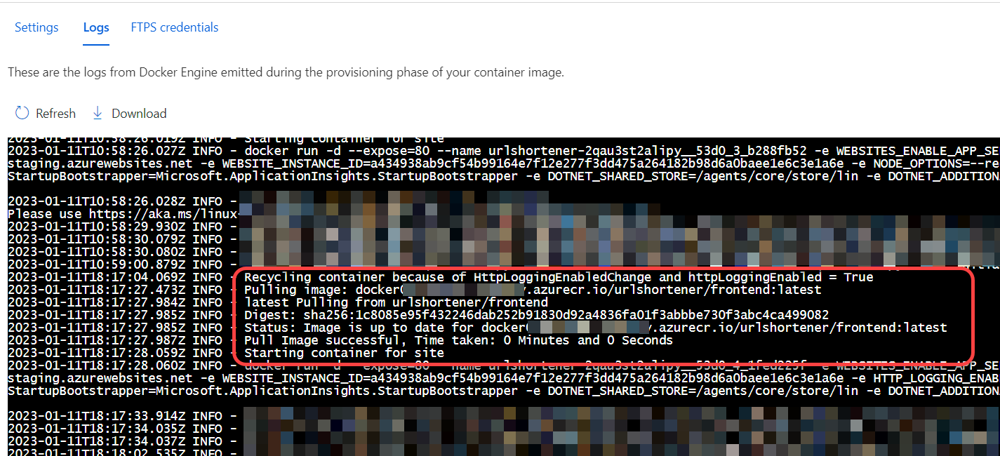 Settings Logs FTPS credentials
These are the logs from Docker Engine emitted during the provisioning phase of your container image.
Refresh Download
2023-01-11T10:58:26.019Z INFO - Starting container for site
2023-01-11T10:58:26.027Z INFO - docker run -d --expose=80 --name urlshortener-2qau3st2alipy__53d0_3_b288fb52 -e WEBSITES_ENABLE_APP_SE
staging.azurewebsites.net -e WEBSITE_INSTANCE_ID=a434938ab9cf54b99164e7f12e277f3dd475a264182b98d6a0baee1e6c3e1a6e -e NODE_OPTIONS=--re
StartupBootstrapper=Microsoft.ApplicationInsights.StartupBootstrapper -e DOTNET_SHARED_STORE=/agents/core/store/lin -e DOTNET_ADDITION
2023-01-11T10:58:26.028Z INFO -
Please use https://aka.ms/linux-
2023-01-11T10:58:29.930Z INFO -
2023-01-11T10:58:30.079Z INFO -
2023-01-11T10:58:30.080Z INFO -
2023-01-11T10:59:00.879Z INFO -
2023-01-11T18:17:04.069Z INFO - Recycling container because of HttpLoggingEnabledChange and httpLoggingEnabled = True
2023-01-11T18:17:27.473Z INFO - Pulling image: docker .azurecr.io/urlshortener/frontend:latest
2023-01-11T18:17:27.984Z INFO - latest Pulling from urlshortener/frontend
2023-01-11T18:17:27.985Z INFO - Digest: sha256:1c8085e95f432246dab252b91830d92a4836fa01f3abbbe730f3abc4ca499082
2023-01-11T18:17:27.985Z INFO - Status: Image is up to date for docker .azurecr.io/urlshortener/frontend:latest
2023-01-11T18:17:27.987Z INFO - Pull Image successful, Time taken: 0 Minutes and 0 Seconds
2023-01-11T18:17:28.059Z INFO - Starting container for site
2023-01-11T18:17:28.060Z INFO - docker run -d --expose=80 --name urlshortener-2qau3st2alipy__53d0_4_1fed225f -e WEBSITES_ENABLE_APP_SE
staging.azurewebsites.net -e WEBSITE_INSTANCE_ID=a434938ab9cf54b99164e7f12e277f3dd475a264182b98d6a0baee1e6c3e1a6e -e HTTP_LOGGING_ENAB
StartupBootstrapper=Microsoft.ApplicationInsights.StartupBootstrapper -e DOTNET_SHARED_STORE=/agents/core/store/lin -e DOTNET_ADDITION
2023-01-11T18:17:33.914Z INFO -
2023-01-11T18:17:34.035Z INFO -
2023-01-11T18:17:34.037Z INFO -
2023-01-11T18:18:02.535Z INFO -